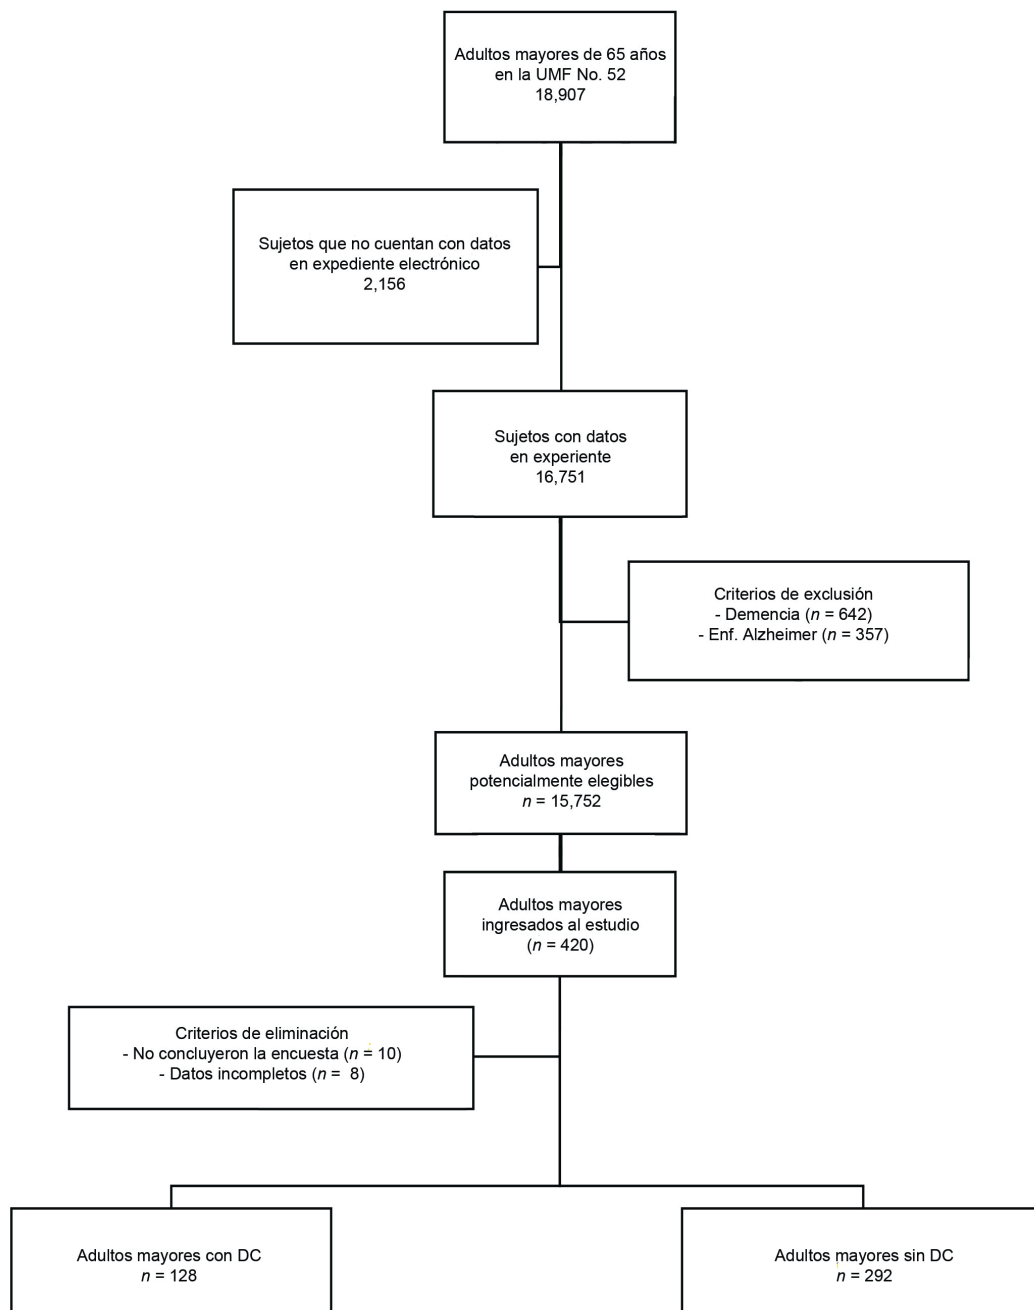 Adultos mayores de 65 años
en la UMF No. 52
18,907
Sujetos que no cuentan con datos
en expediente electrónico
2,156
Sujetos con datos
en experiente
16,751
Criterios de exclusión
- Demencia (n = 642)
- Enf. Alzheimer (n = 357)
Adultos mayores
potencialmente elegibles
n = 15,752
Adultos mayores
ingresados al estudio
(n = 420)
Criterios de eliminación
- No concluyeron la encuesta (n = 10)
- Datos incompletos (n = 8)
Adultos mayores con DC
n = 128
Adultos mayores sin DC
n = 292